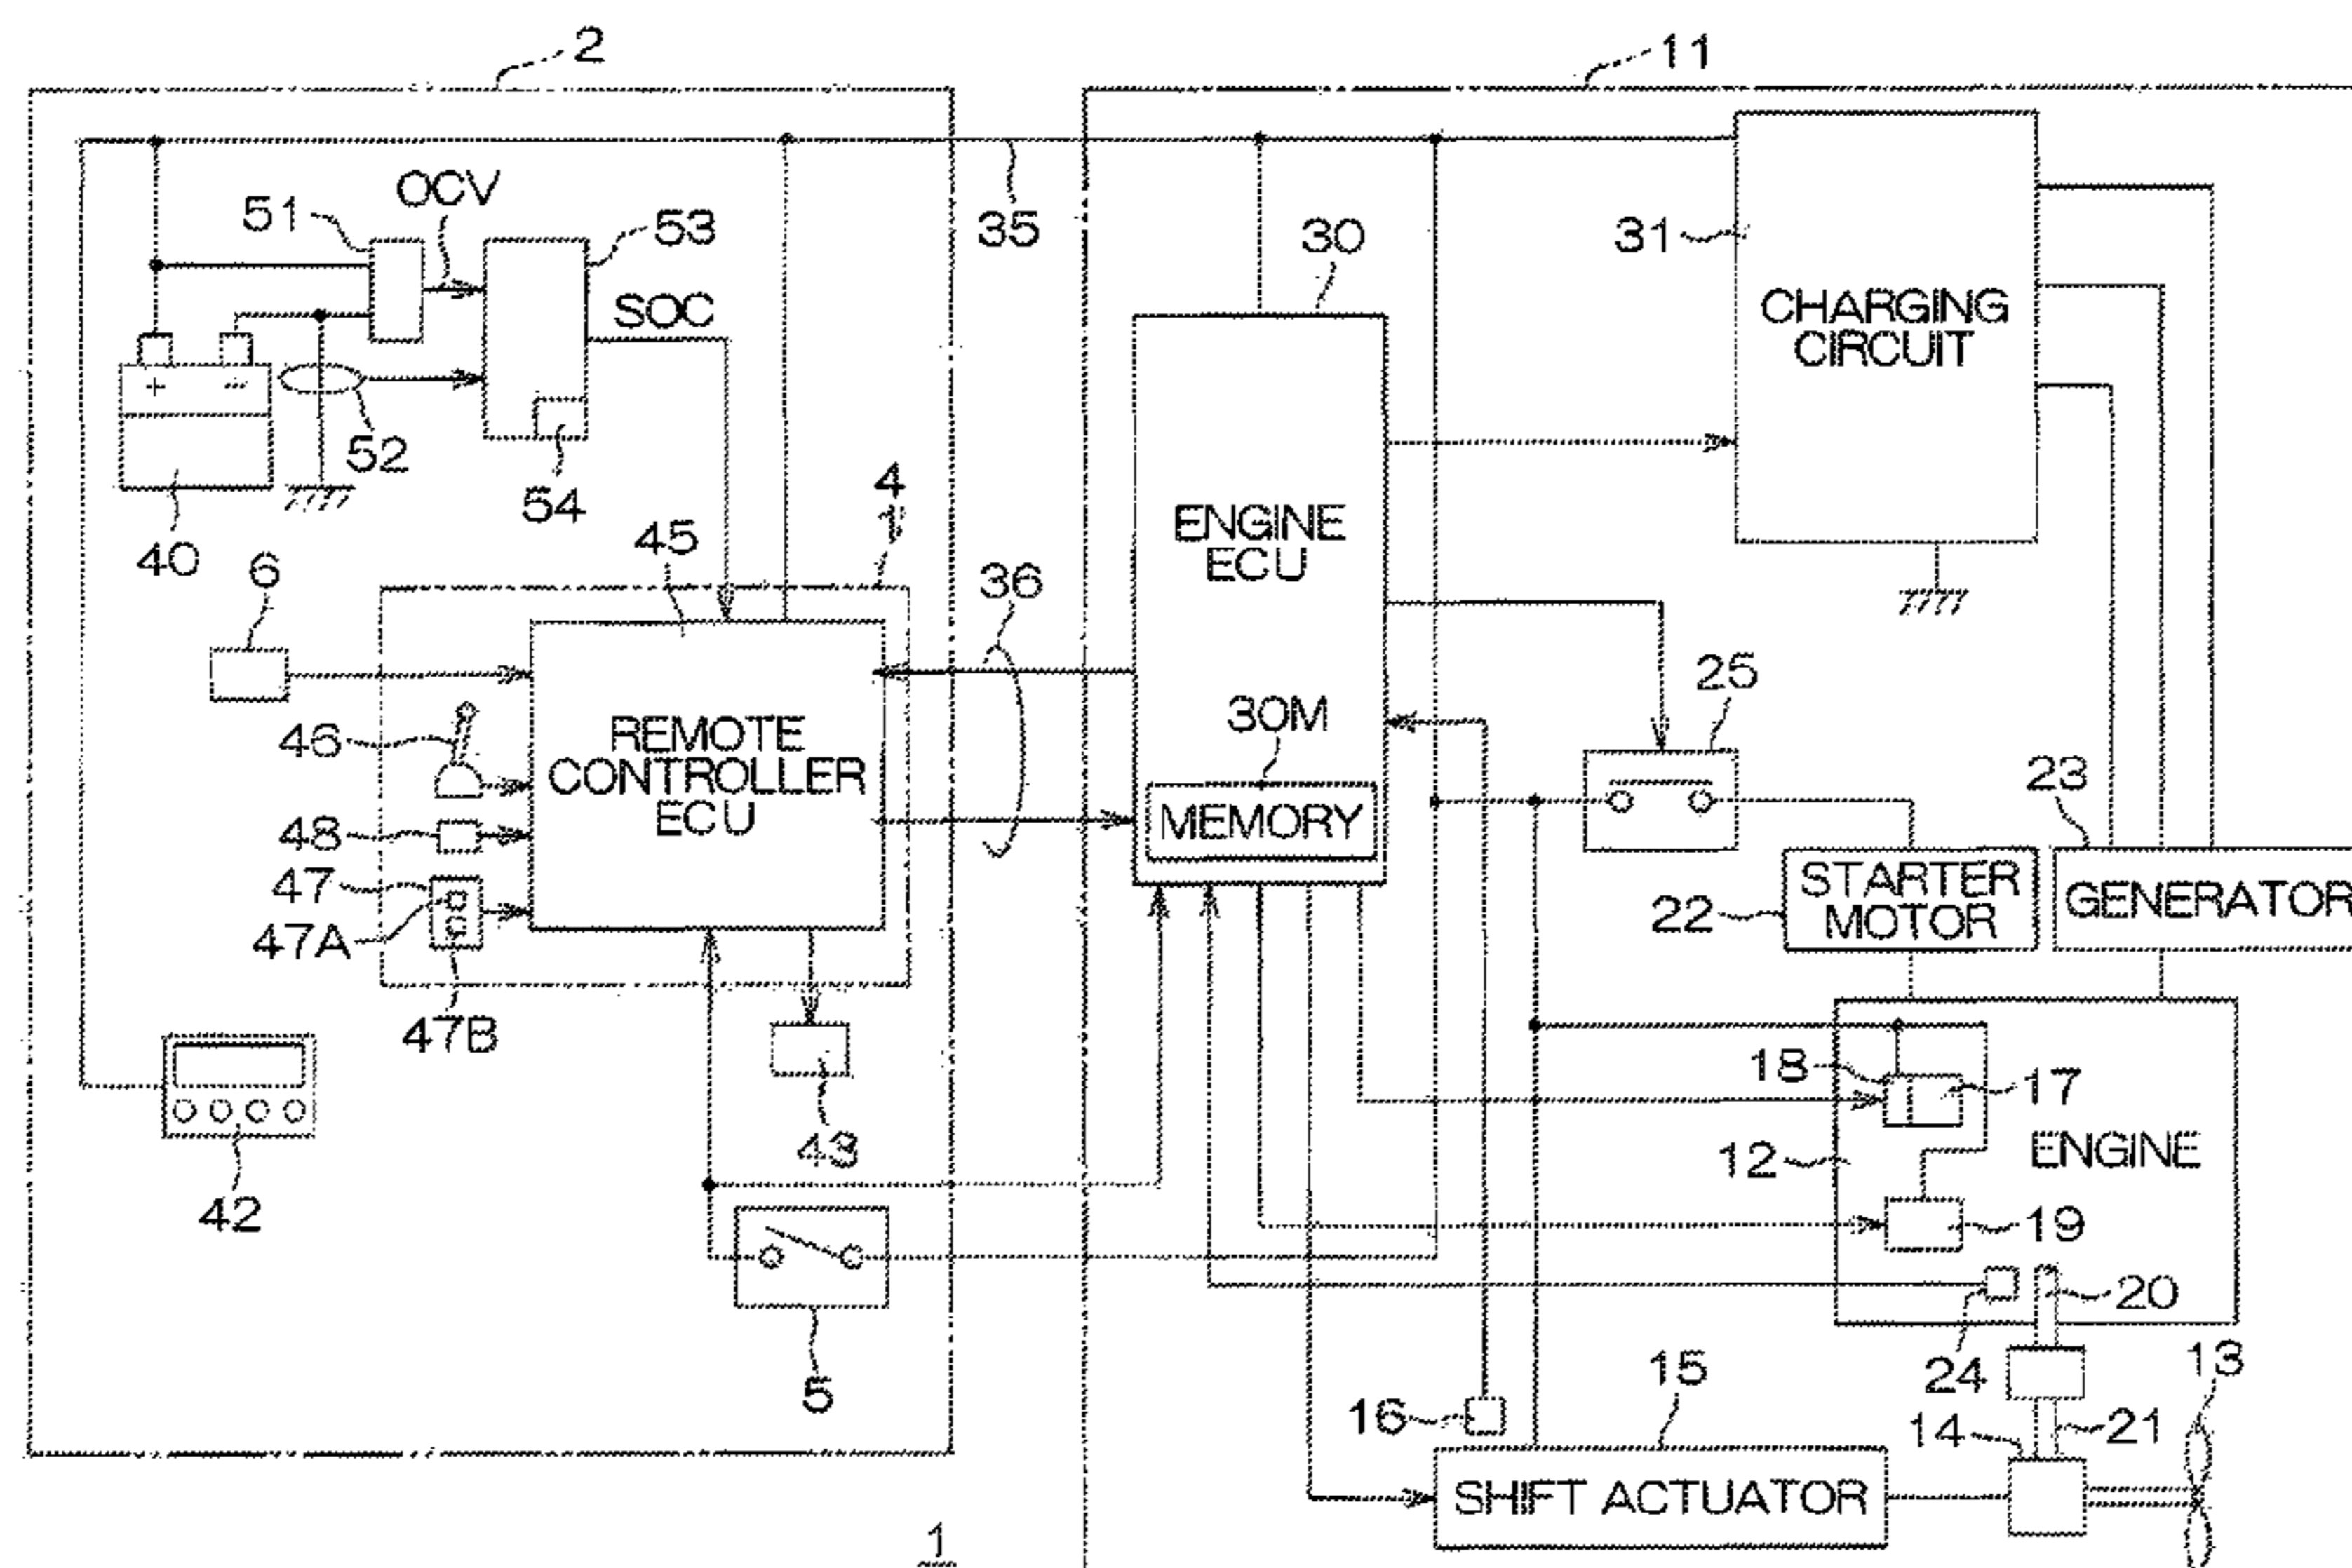 2
11
OCV
51
53
35
30
31
SOC
CHARGING
CIRCUIT
+
52
54
4
40
6
45
36
ENGINE
ECU
25
46
REMOTE
CONTROLLER
ECU
30M
MEMORY
23
48
47
47A
47B
STARTER
MOTOR
22
GENERATOR
43
18
17
12
ENGINE
42
19
5
24
20
13
16
15
14
21
SHIFT ACTUATOR
1